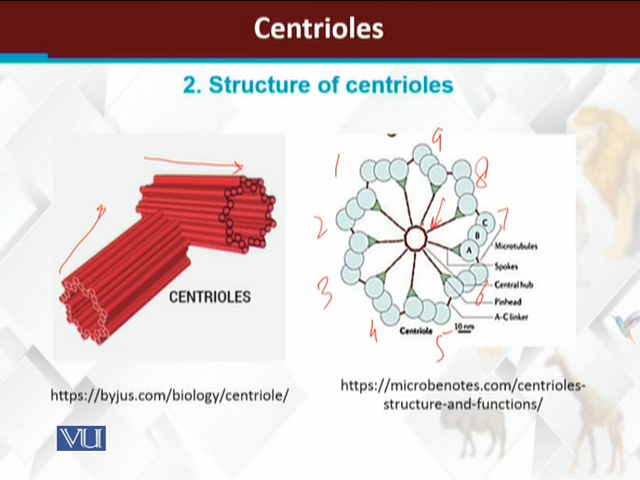 Centrioles
2. Structure of centrioles
1
9
8
2
7
C
B
A
Microtubules
Spokes
Central hub
CENTRIOLES
3
6
Pinhead
A-C linker
4
Centriole
10 nm
5
https://byjus.com/biology/centriole/
https://microbenotes.com/centrioles-
structure-and-functions/
VU